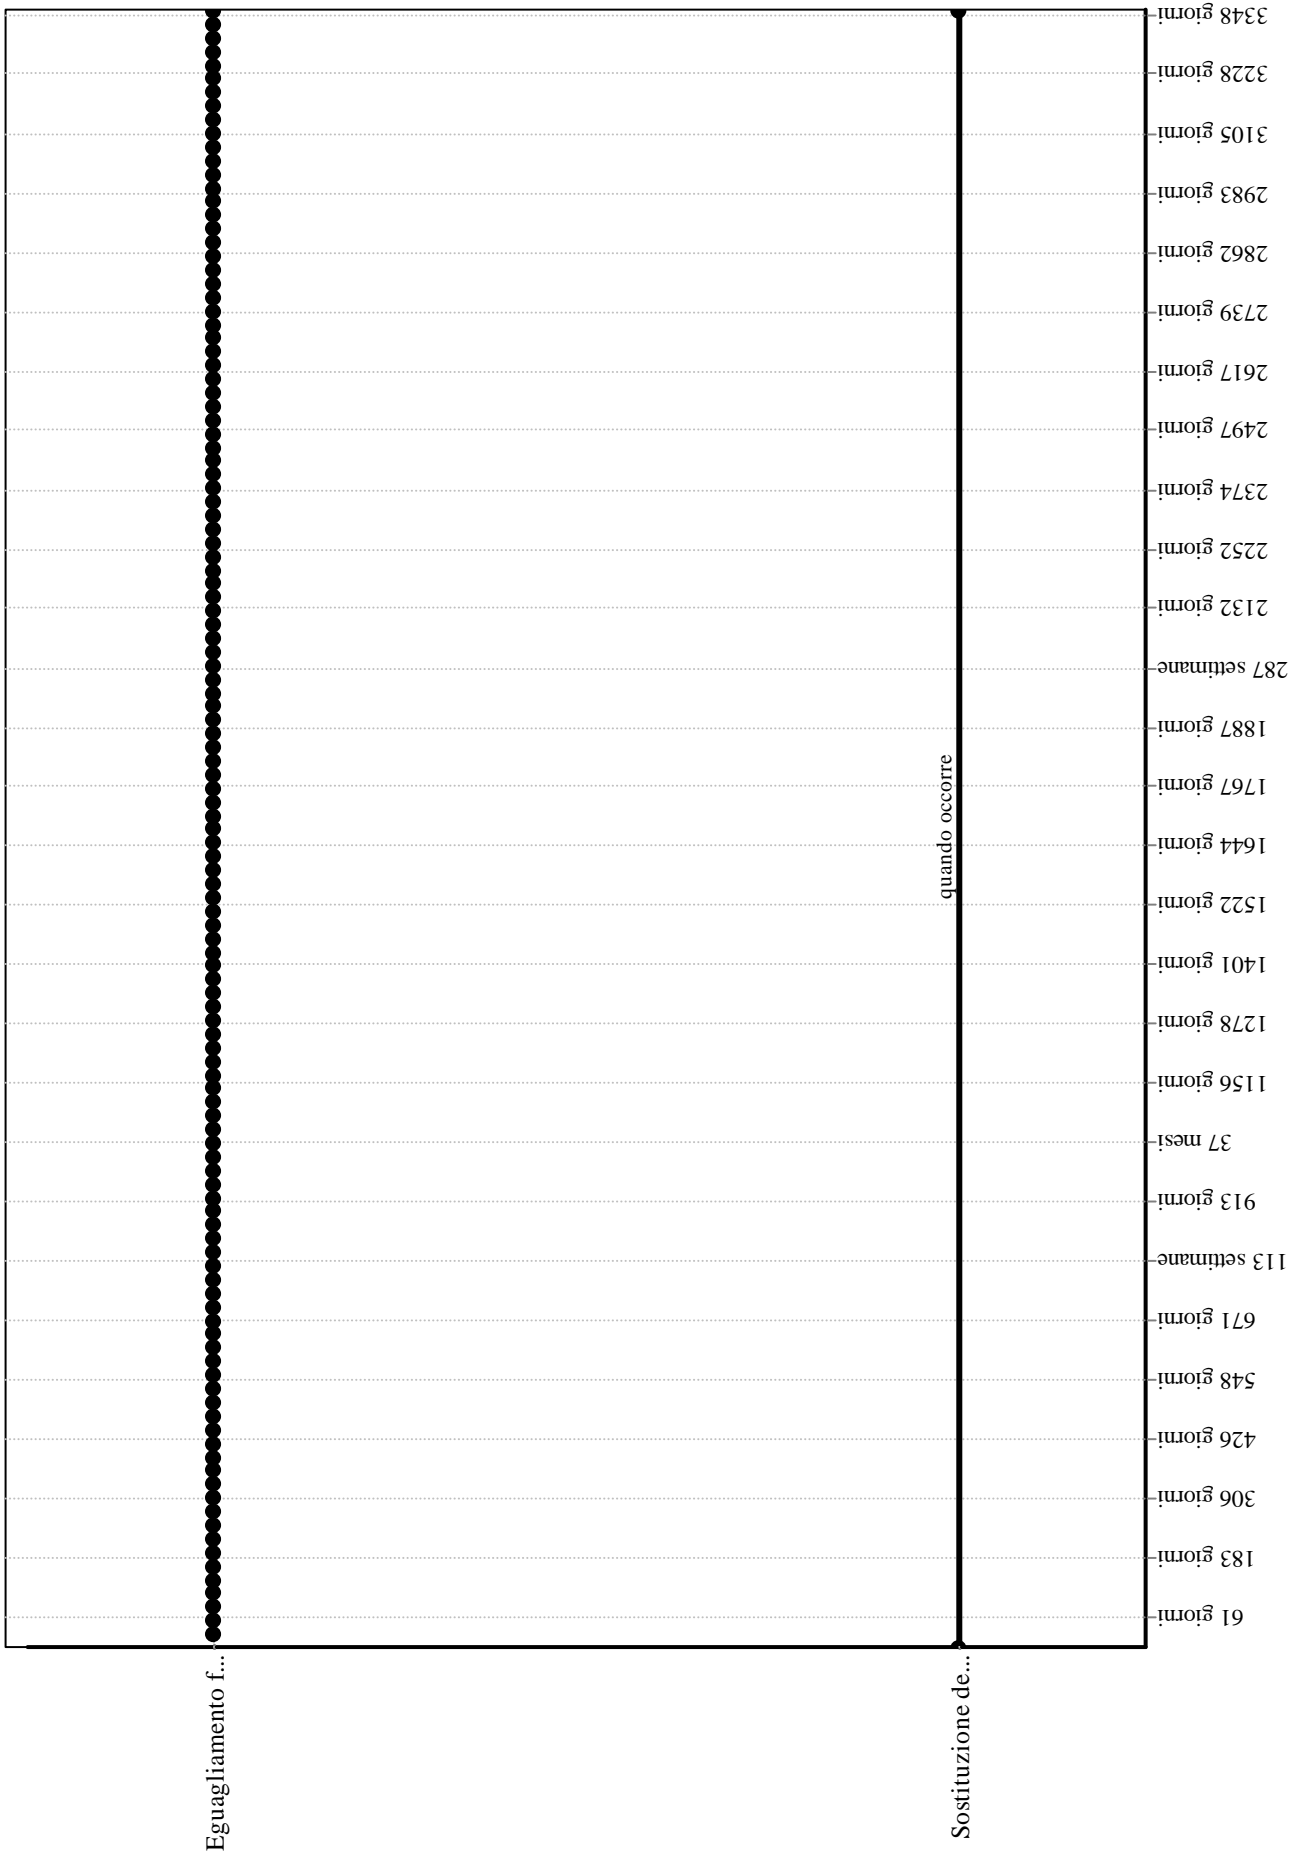 3348 giorni
3228 giorni
3105 giorni
2983 giorni
2862 giorni
2739 giorni
2617 giorni
2497 giorni
2374 giorni
2252 giorni
2132 giorni
287 settimane
1887 giorni
1767 giorni
1644 giorni
1522 giorni
1401 giorni
1278 giorni
1156 giorni
37 mesi
913 giorni
113 settimane
671 giorni
548 giorni
426 giorni
306 giorni
183 giorni
61 giorni
quando occorre
Eguagliamento f...
Sostituzione de...